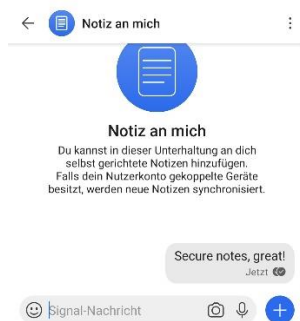 Notiz an mich
Notiz an mich
Du kannst in dieser Unterhaltung an dich
selbst gerichtete Notizen hinzufügen.
Falls dein Nutzerkonto gekoppelte Geräte
besitzt, werden neue Notizen synchronisiert.
Secure notes, great!
Jetzt
Signal-Nachricht